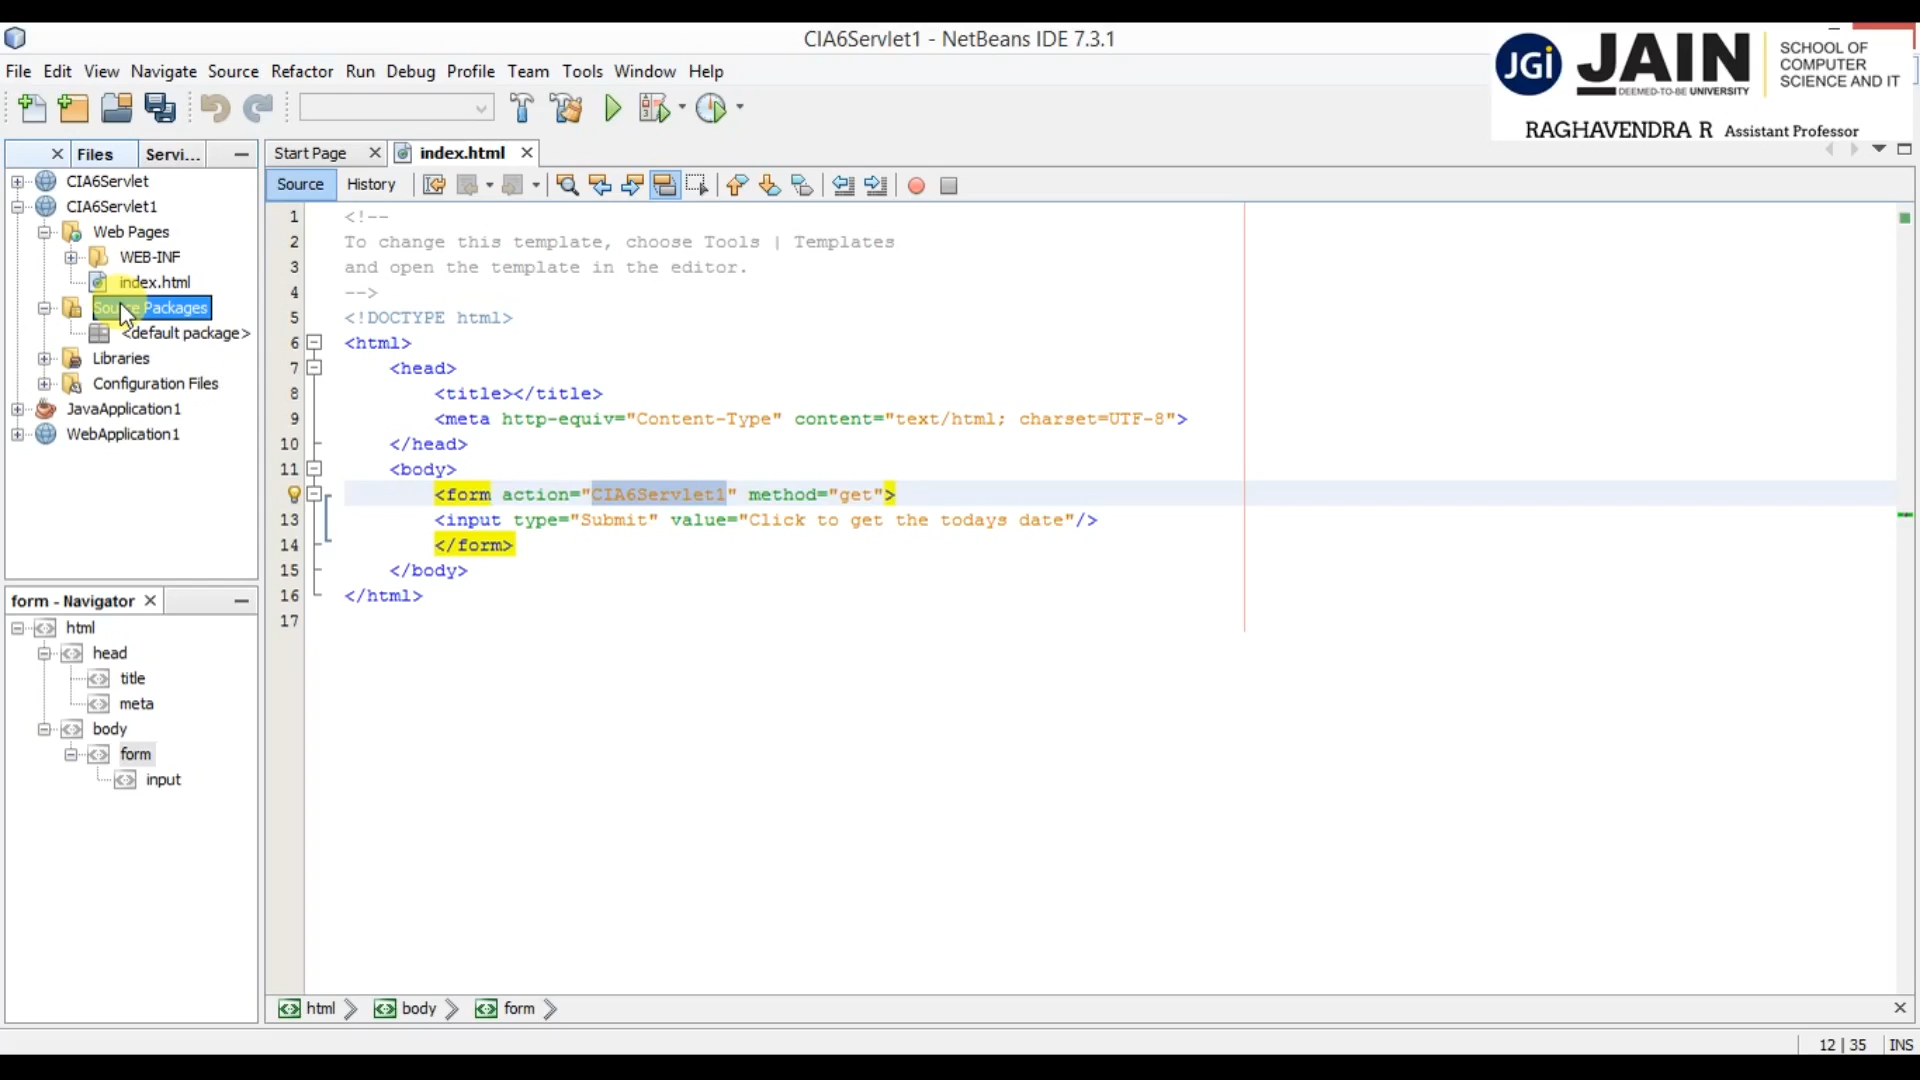 CIA6Servlet1 - NetBeans IDE 7.3.1
File Edit View Navigate Source Refactor Run Debug Profile Team Tools Window Help
JGi JAIN DEEMED-TO-BE UNIVERSITY
SCHOOL OF
COMPUTER
SCIENCE AND IT
RAGHAVENDRA R Assistant Professor
Files Servi...
CIA6Servlet
CIA6Servlet1
Web Pages
WEB-INF
index.html
Source Packages
<default package>
Libraries
Configuration Files
JavaApplication1
WebApplication1
form - Navigator
html
head
title
meta
body
form
input
Start Page index.html
Source History
1 <!--
2 To change this template, choose Tools | Templates
3 and open the template in the editor.
4 -->
5 <!DOCTYPE html>
6 <html>
7 <head>
8 <title></title>
9 <meta http-equiv="Content-Type" content="text/html; charset=UTF-8">
10 </head>
11 <body>
<form action="CIA6Servlet1" method="get">
13 <input type="Submit" value="Click to get the todays date"/>
14 </form>
15 </body>
16 </html>
17
html body form
12 | 35 INS